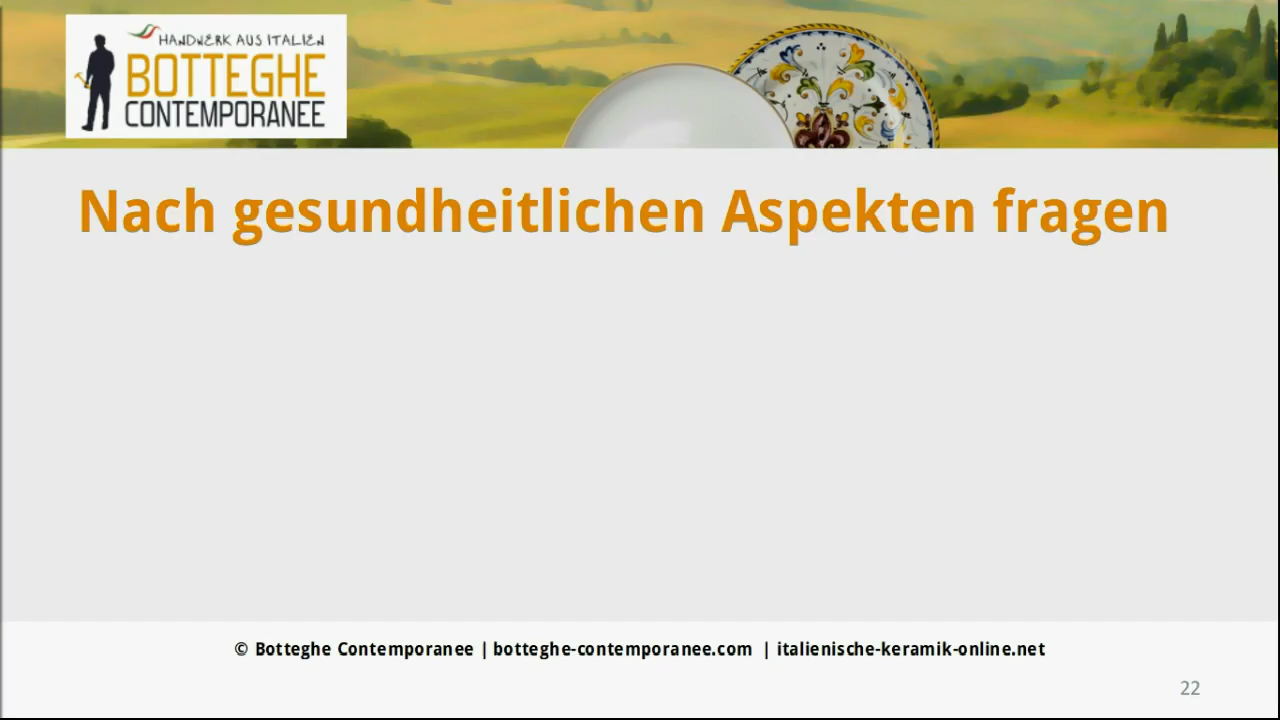 HANDWERK AUS ITALIEN
BOTTEGHE
CONTEMPORANEE
Nach gesundheitlichen Aspekten fragen
© Botteghe Contemporanee | botteghe-contemporanee.com | italienische-keramik-online.net
22